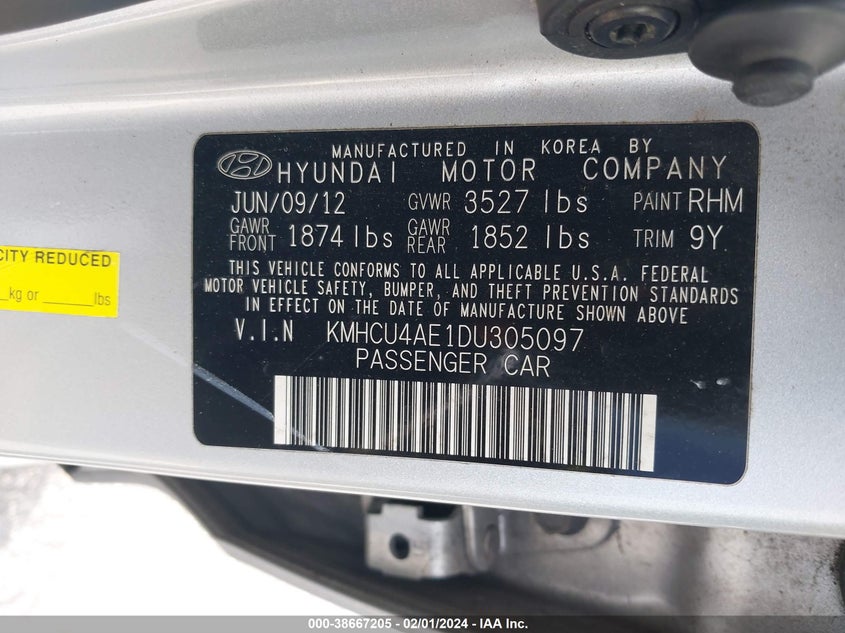 MANUFACTURED IN KOREA BY
HYUNDAI MOTOR COMPANY
JUN/09/12 GVWR 3527 lbs PAINT RHM
GAWR FRONT 1874 lbs GAWR REAR 1852 lbs TRIM 9Y
THIS VEHICLE CONFORMS TO ALL APPLICABLE U.S.A. FEDERAL
MOTOR VEHICLE SAFETY, BUMPER, AND THEFT PREVENTION STANDARDS
IN EFFECT ON THE DATE OF MANUFACTURE SHOWN ABOVE
V.I.N KMHCU4AE1DU305097
PASSENGER CAR
CITY REDUCED
kg or ______lbs
000-38667205 - 02/01/2024 - IAA Inc.